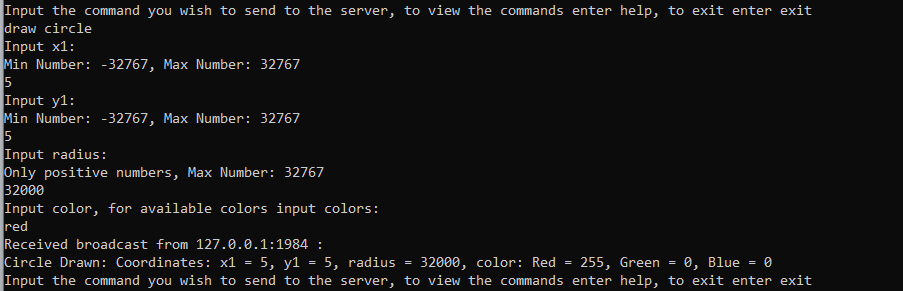 Input the command you wish to send to the server, to view the commands enter help, to exit enter exit
draw circle
Input x1:
Min Number: -32767, Max Number: 32767
5
Input y1:
Min Number: -32767, Max Number: 32767
5
Input radius:
Only positive numbers, Max Number: 32767
32000
Input color, for available colors input colors:
red
Received broadcast from 127.0.0.1:1984 :
Circle Drawn: Coordinates: x1 = 5, y1 = 5, radius = 32000, color: Red = 255, Green = 0, Blue = 0
Input the command you wish to send to the server, to view the commands enter help, to exit enter exit